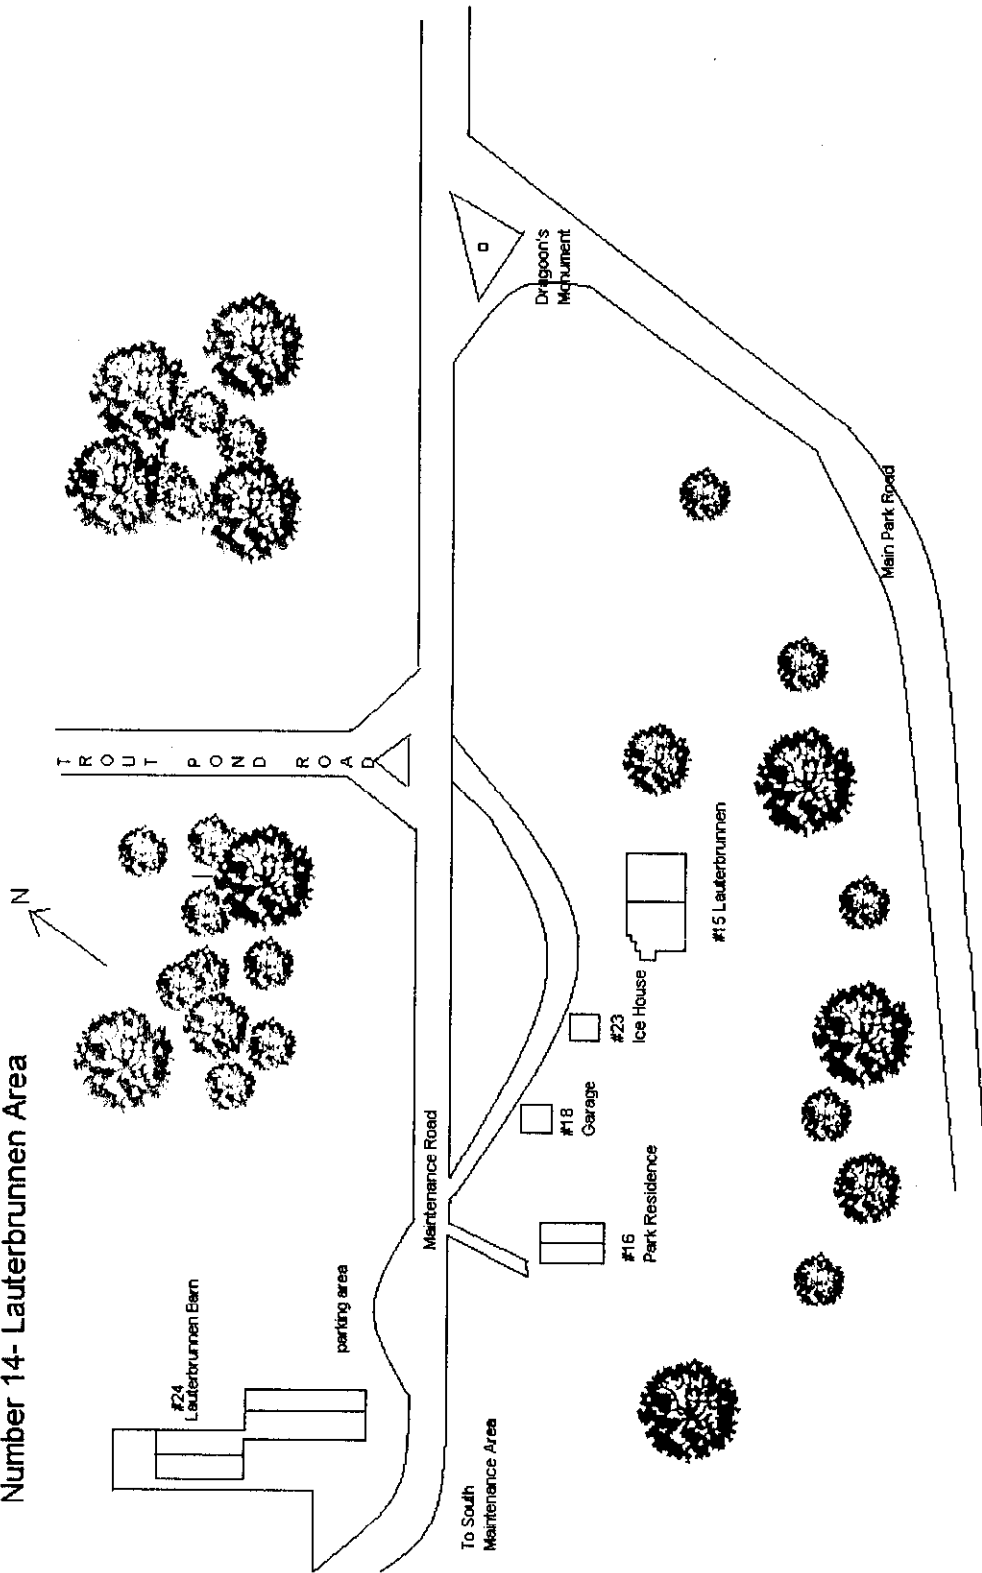 Number 14- Lauterbrunnen Area
N
TROUT POND ROAD
#24
Lauterbrunnen Barn
parking area
Maintenance Road
To South
Maintenance Area
#16
Park Residence
#18
Garage
#23
Ice House
#15 Lauterbrunnen
Dragoon's
Monument
Main Park Road